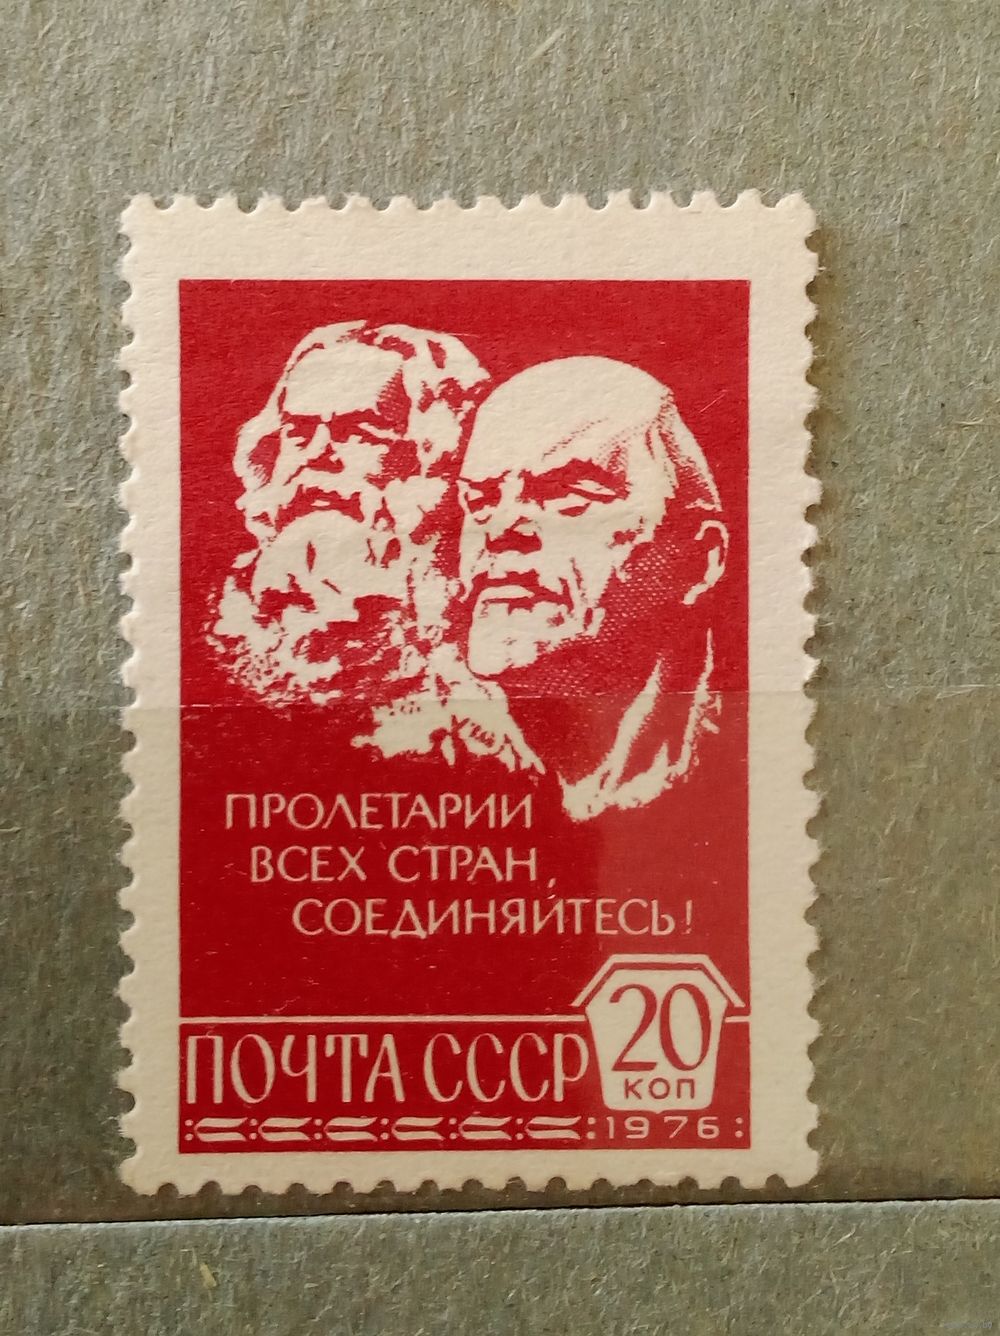 ПРОЛЕТАРИИ
ВСЕХ СТРАН,
СОЕДИНЯЙТЕСЬ!
ПОЧТА СССР
20
КОП
1976